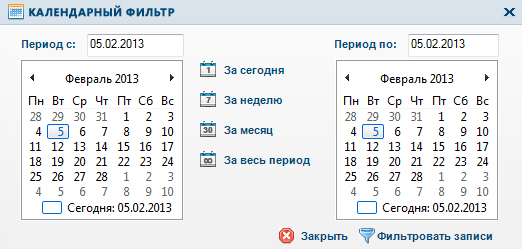 КАЛЕНДАРНЫЙ ФИЛЬТР
Период с: 05.02.2013
Февраль 2013
Пн Вт Ср Чт Пт Сб Вс
28 29 30 31 1 2 3
4 5 6 7 8 9 10
11 12 13 14 15 16 17
18 19 20 21 22 23 24
25 26 27 28 1 2 3
4 5 6 7 8 9 10
Сегодня: 05.02.2013
1 За сегодня
7 За неделю
30 За месяц
00 За весь период
Период по: 05.02.2013
Февраль 2013
Пн Вт Ср Чт Пт Сб Вс
28 29 30 31 1 2 3
4 5 6 7 8 9 10
11 12 13 14 15 16 17
18 19 20 21 22 23 24
25 26 27 28 1 2 3
4 5 6 7 8 9 10
Сегодня: 05.02.2013
Закрыть Фильтровать записи